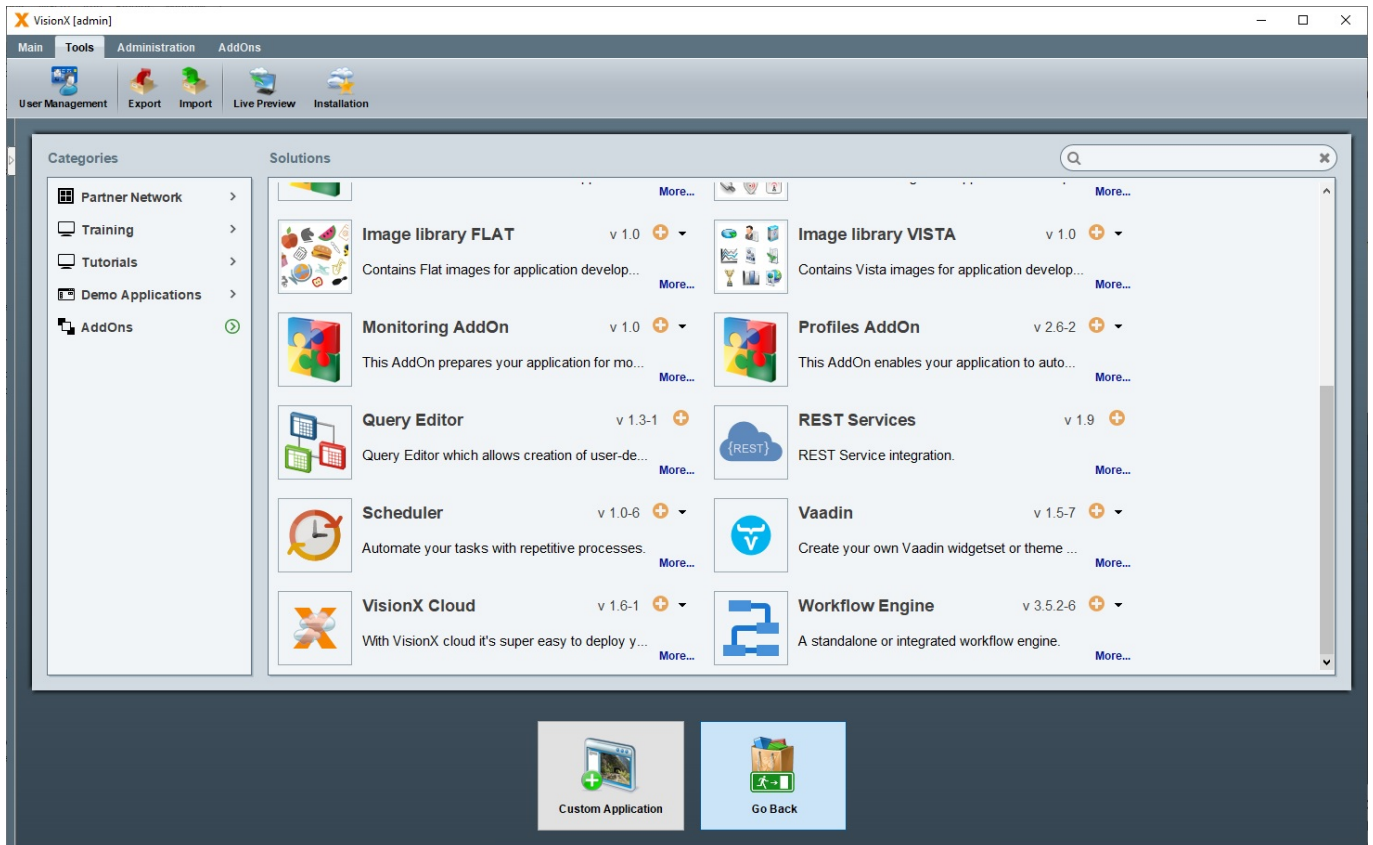 VisionX [admin]
Main Tools Administration AddOns
User Management Export Import Live Preview Installation
Categories
Solutions
Partner Network
Training
Tutorials
Demo Applications
AddOns
More... More...
Image library FLAT v 1.0
Contains Flat images for application develop...
More...
Image library VISTA v 1.0
Contains Vista images for application develop...
More...
Monitoring AddOn v 1.0
This AddOn prepares your application for mo...
More...
Profiles AddOn v 2.6-2
This AddOn enables your application to auto...
More...
Query Editor v 1.3-1
Query Editor which allows creation of user-de...
More...
{REST}
REST Services v 1.9
REST Service integration.
More...
Scheduler v 1.0-6
Automate your tasks with repetitive processes.
More...
Vaadin v 1.5-7
Create your own Vaadin widgetset or theme ...
More...
VisionX Cloud v 1.6-1
With VisionX cloud it's super easy to deploy y...
More...
Workflow Engine v 3.5.2-6
A standalone or integrated workflow engine.
More...
Custom Application
Go Back